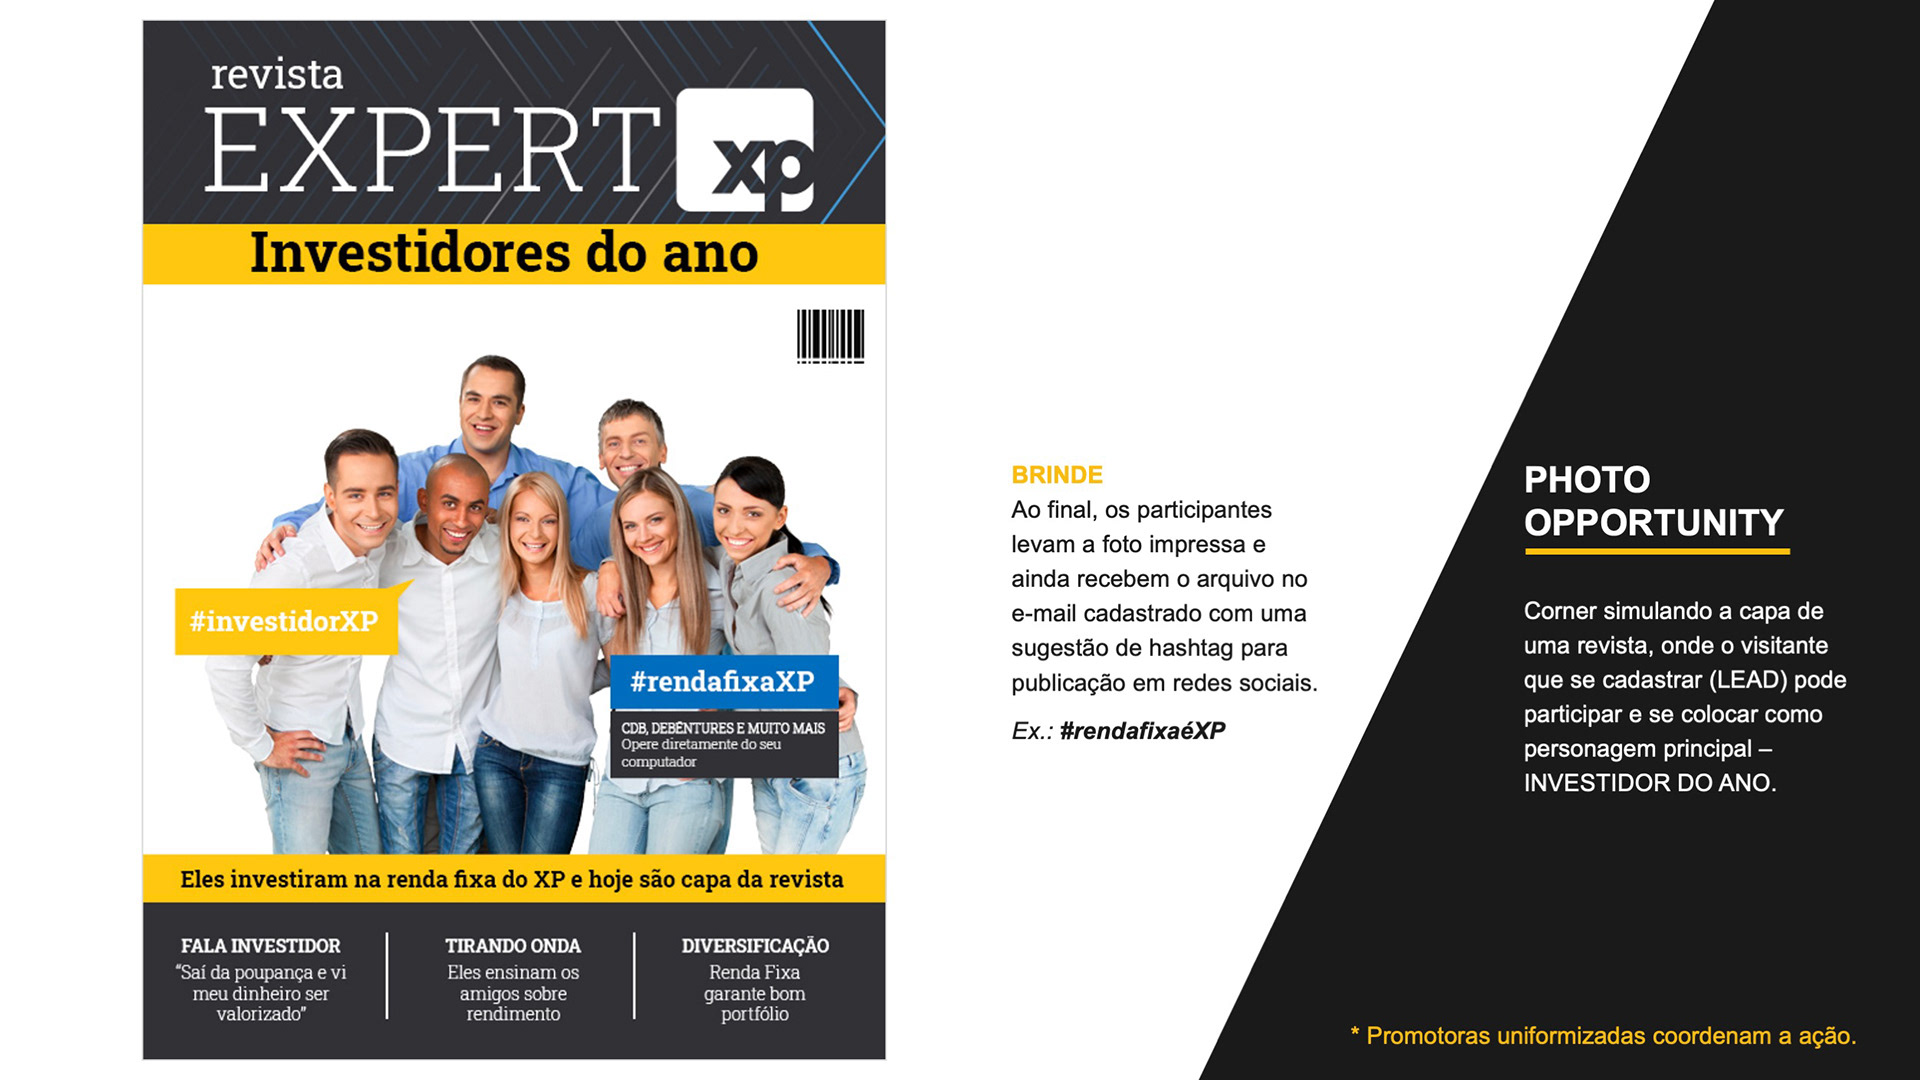 revista
EXPERT xp
Investidores do ano
#investidorXP
#rendafixaXP
CDB, DEBÊNTURES E MUITO MAIS
Opere diretamente do seu
computador
Eles investiram na renda fixa do XP e hoje são capa da revista
FALA INVESTIDOR
“Saí da poupança e vi
meu dinheiro ser
valorizado”
TIRANDO ONDA
Eles ensinam os
amigos sobre
rendimento
DIVERSIFICAÇÃO
Renda Fixa
garante bom
portfólio
BRINDE
Ao final, os participantes
levam a foto impressa e
ainda recebem o arquivo no
e-mail cadastrado com uma
sugestão de hashtag para
publicação em redes sociais.
Ex.: #rendafixaéXP
PHOTO
OPPORTUNITY
Corner simulando a capa de
uma revista, onde o visitante
que se cadastrar (LEAD) pode
participar e se colocar como
personagem principal –
INVESTIDOR DO ANO.
* Promotoras uniformizadas coordenam a ação.